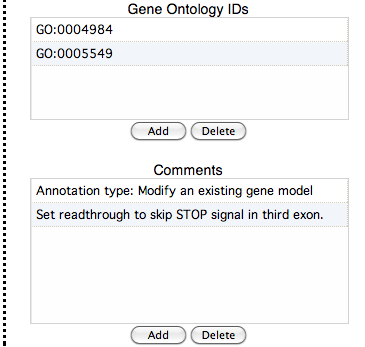 Gene Ontology IDs
GO:0004984
GO:0005549
Add Delete
Comments
Annotation type: Modify an existing gene model
Set readthrough to skip STOP signal in third exon.
Add Delete